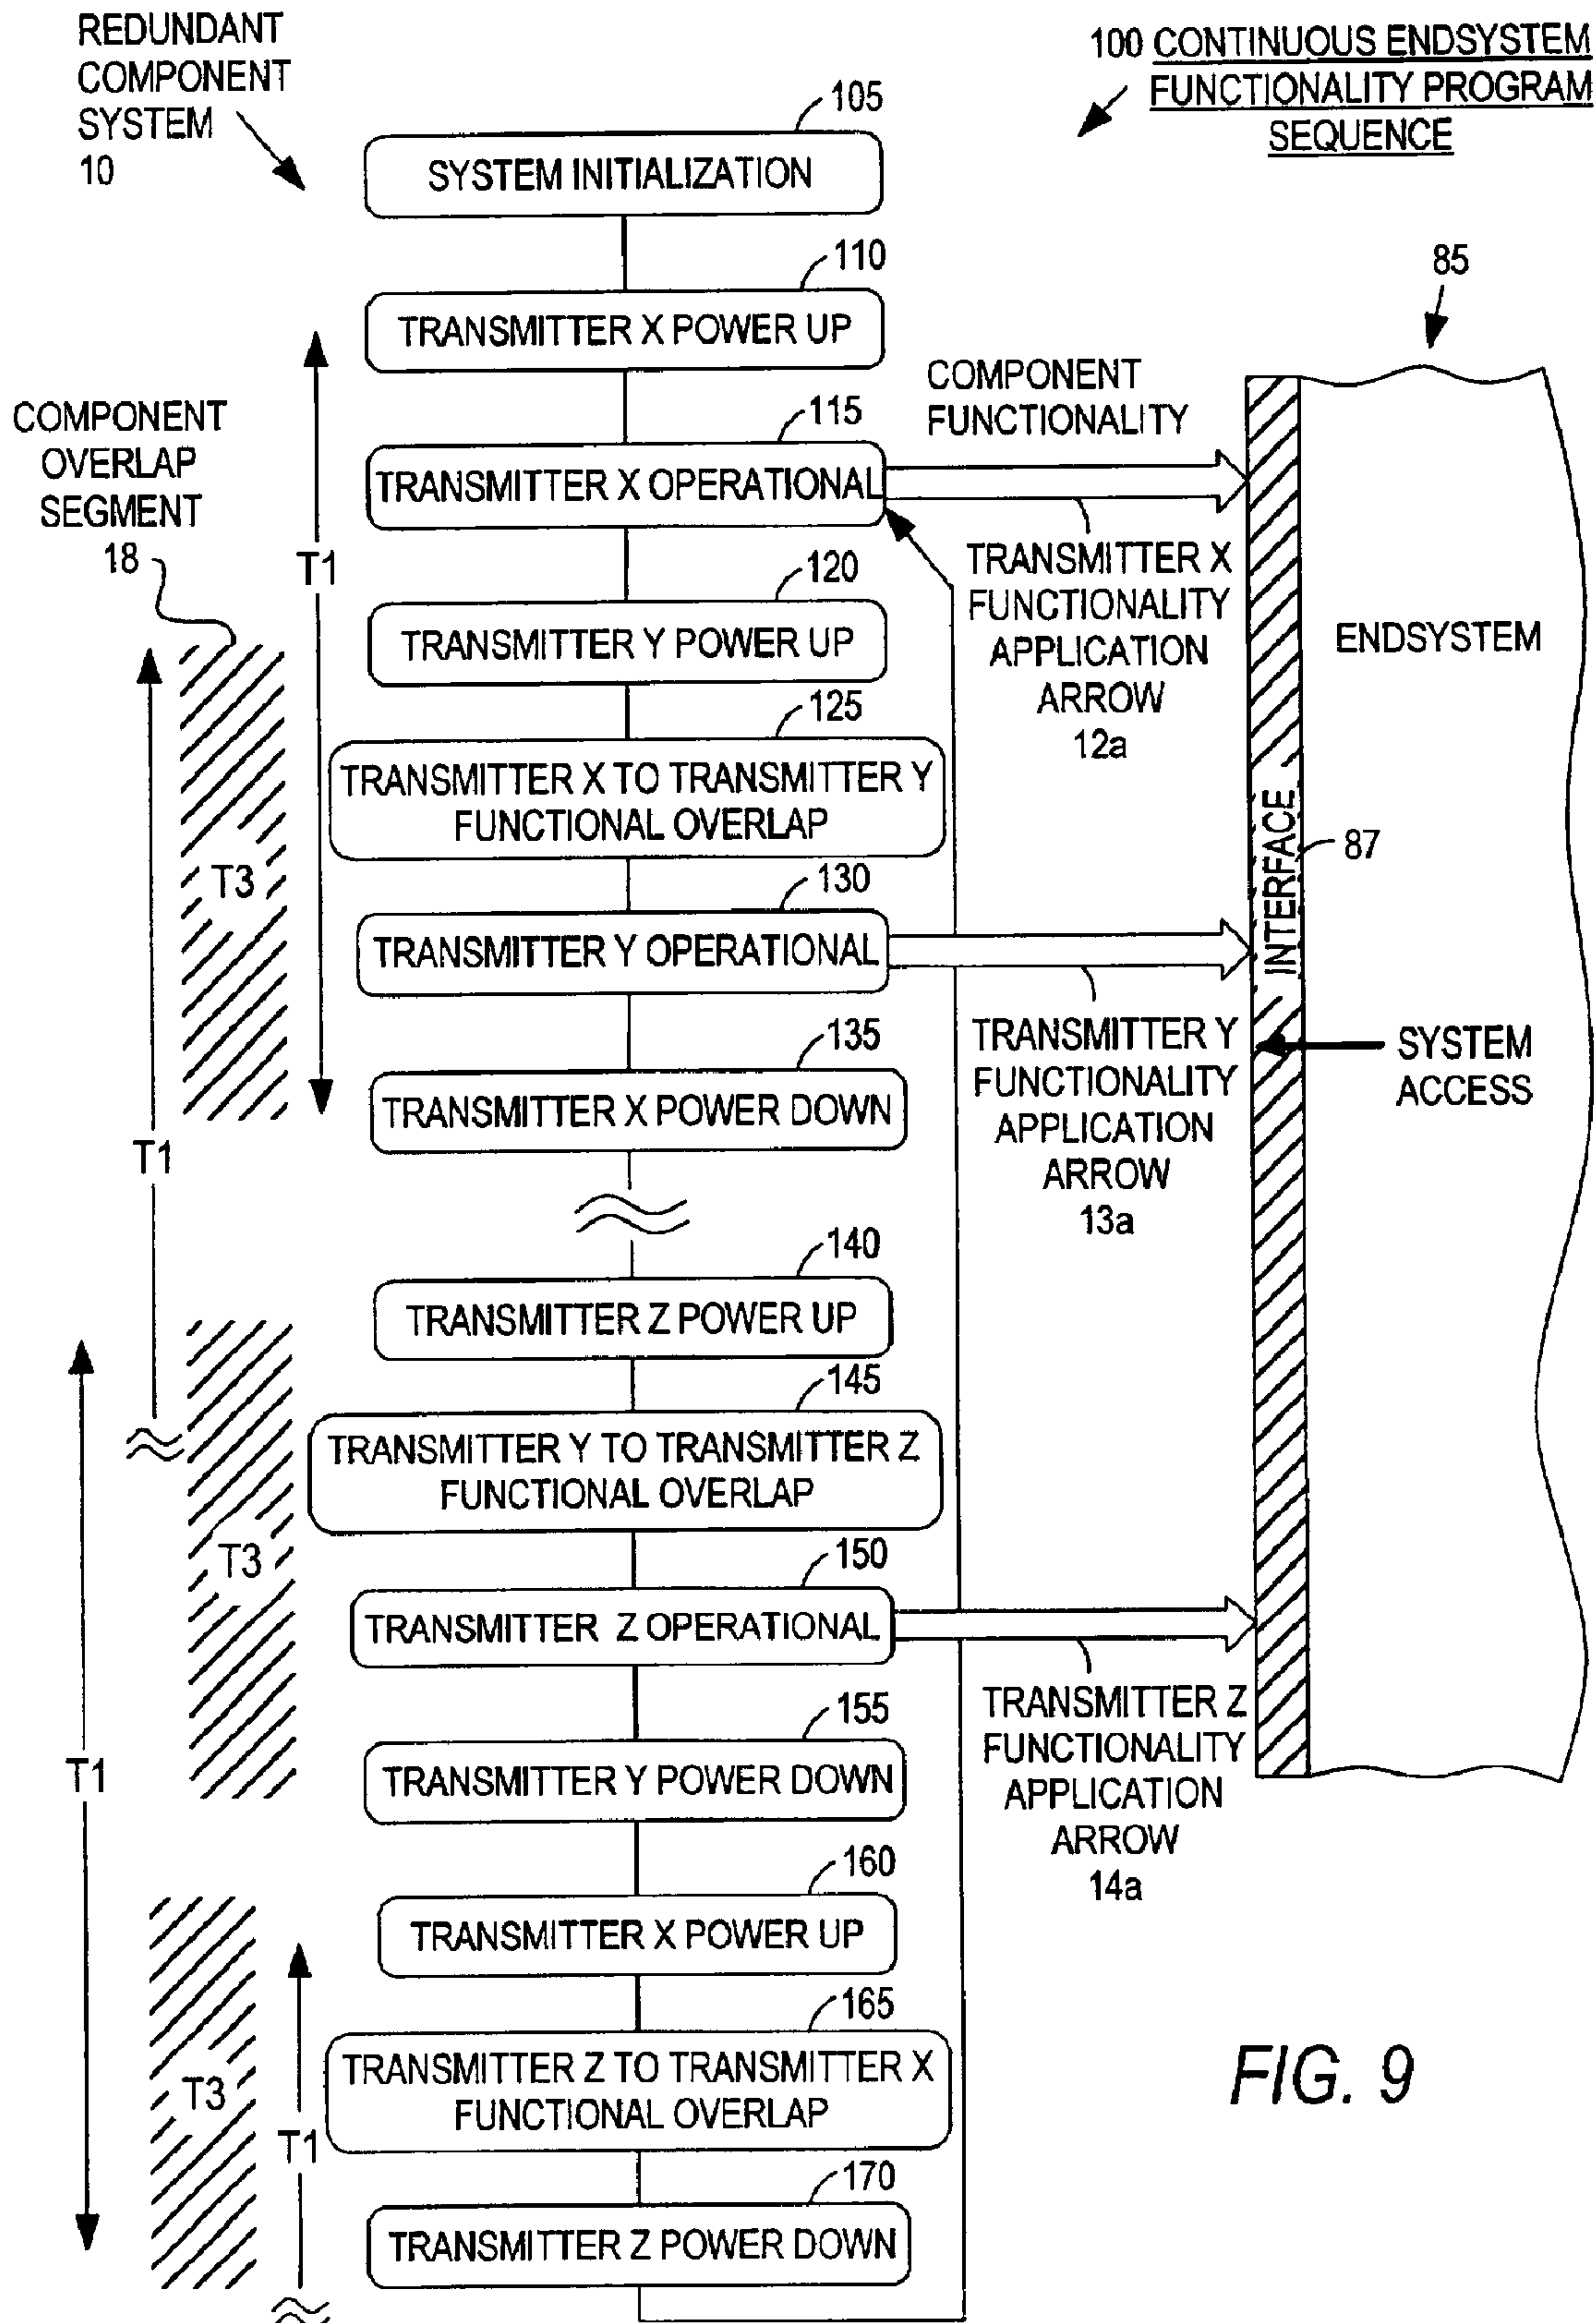 REDUNDANT
COMPONENT
SYSTEM
10
100 CONTINUOUS ENDSYSTEM
FUNCTIONALITY PROGRAM
SEQUENCE
105
SYSTEM INITIALIZATION
110
TRANSMITTER X POWER UP
85
COMPONENT
OVERLAP
SEGMENT
18
T1
115
TRANSMITTER X OPERATIONAL
COMPONENT
FUNCTIONALITY
TRANSMITTER X
FUNCTIONALITY
APPLICATION
ARROW
12a
ENDSYSTEM
120
TRANSMITTER Y POWER UP
125
TRANSMITTER X TO TRANSMITTER Y
FUNCTIONAL OVERLAP
T3
INTERFACE
87
130
TRANSMITTER Y OPERATIONAL
TRANSMITTER Y
FUNCTIONALITY
APPLICATION
ARROW
13a
SYSTEM
ACCESS
135
TRANSMITTER X POWER DOWN
T1
140
TRANSMITTER Z POWER UP
145
TRANSMITTER Y TO TRANSMITTER Z
FUNCTIONAL OVERLAP
T3
150
TRANSMITTER Z OPERATIONAL
TRANSMITTER Z
FUNCTIONALITY
APPLICATION
ARROW
14a
155
TRANSMITTER Y POWER DOWN
T1
160
TRANSMITTER X POWER UP
165
TRANSMITTER Z TO TRANSMITTER X
FUNCTIONAL OVERLAP
T3
T1
170
TRANSMITTER Z POWER DOWN
FIG. 9